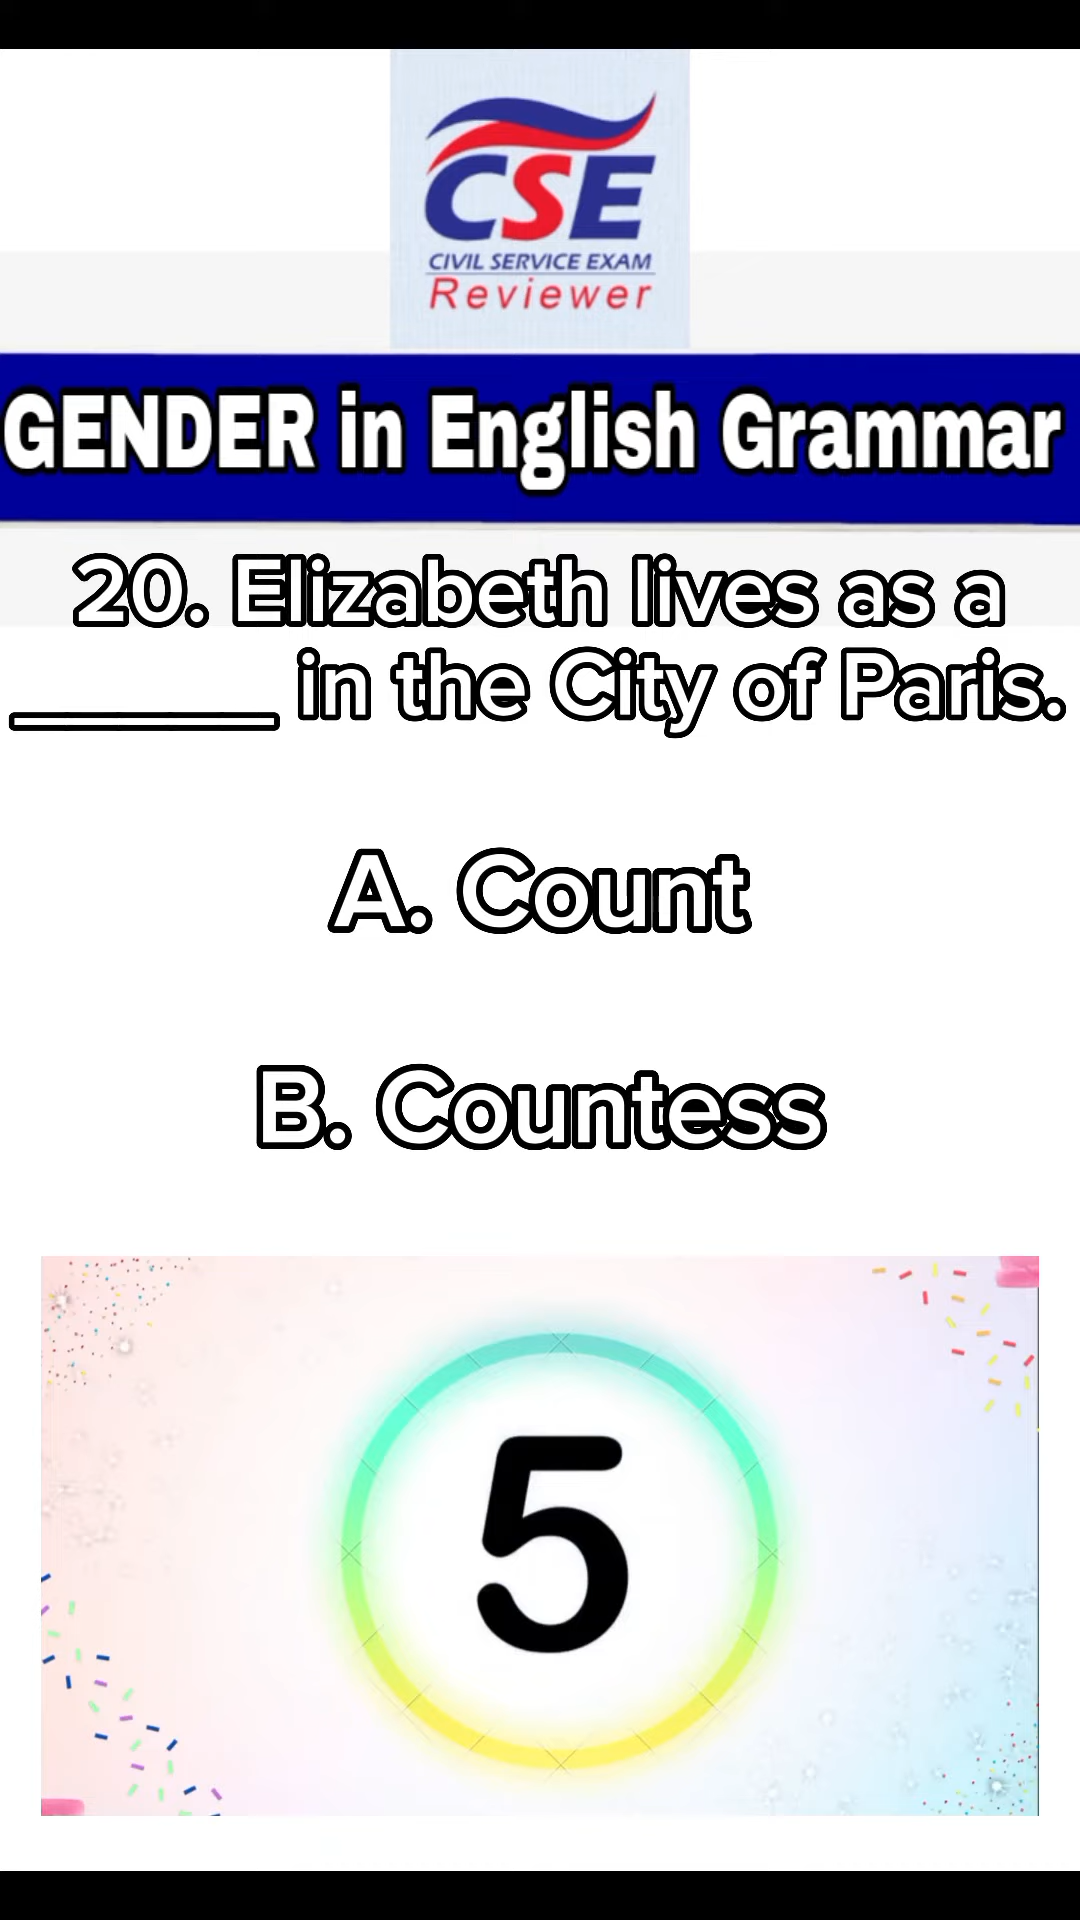 CSE
CIVIL SERVICE EXAM
Reviewer
GENDER in English Grammar
20. Elizabeth lives as a
______ in the City of Paris.
A. Count
B. Countess
5